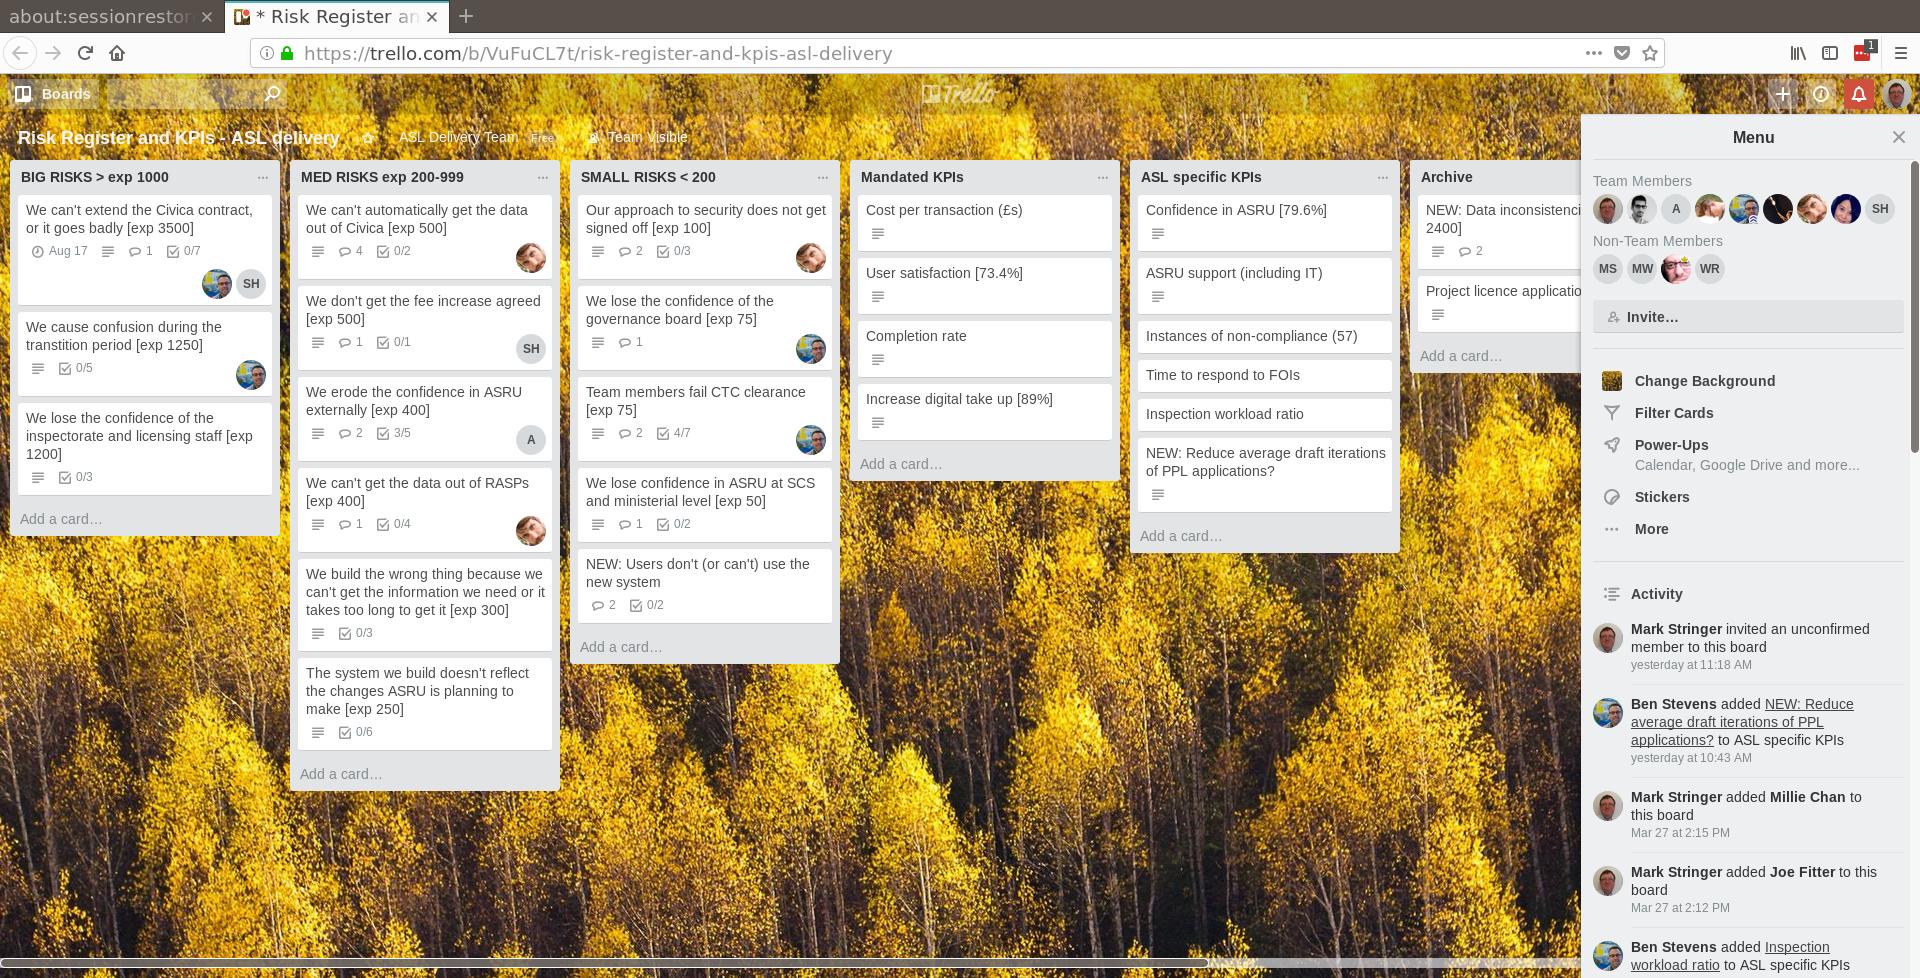 about:sessionrestor
* Risk Register an
https://trello.com/b/VuFuCL7t/risk-register-and-kpis-asl-delivery
1
Boards
Trello
Risk Register and KPIs - ASL delivery
ASL Delivery Team
Free
Team Visible
BIG RISKS > exp 1000
We can't extend the Civica contract,
or it goes badly [exp 3500]
Aug 17 1 0/7
SH
We cause confusion during the
transtition period [exp 1250]
0/5
We lose the confidence of the
inspectorate and licensing staff [exp
1200]
0/3
Add a card…
MED RISKS exp 200-999
We can't automatically get the data
out of Civica [exp 500]
4 0/2
We don't get the fee increase agreed
[exp 500]
1 0/1
SH
We erode the confidence in ASRU
externally [exp 400]
2 3/5
A
We can't get the data out of RASPs
[exp 400]
1 0/4
We build the wrong thing because we
can't get the information we need or it
takes too long to get it [exp 300]
0/3
The system we build doesn't reflect
the changes ASRU is planning to
make [exp 250]
0/6
Add a card…
SMALL RISKS < 200
Our approach to security does not get
signed off [exp 100]
2 0/3
We lose the confidence of the
governance board [exp 75]
1
Team members fail CTC clearance
[exp 75]
2 4/7
We lose confidence in ASRU at SCS
and ministerial level [exp 50]
1 0/2
NEW: Users don't (or can't) use the
new system
2 0/2
Add a card…
Mandated KPIs
Cost per transaction (£s)
User satisfaction [73.4%]
Completion rate
Increase digital take up [89%]
Add a card…
ASL specific KPIs
Confidence in ASRU [79.6%]
ASRU support (including IT)
Instances of non-compliance (57)
Time to respond to FOIs
Inspection workload ratio
NEW: Reduce average draft iterations
of PPL applications?
Add a card…
Archive
NEW: Data inconsistenci
2400]
2
Project licence applicatio
Add a card…
Menu
Team Members
A SH
Non-Team Members
MS MW WR
Invite…
Change Background
Filter Cards
Power-Ups
Calendar, Google Drive and more...
Stickers
More
Activity
Mark Stringer invited an unconfirmed
member to this board
yesterday at 11:18 AM
Ben Stevens added NEW: Reduce
average draft iterations of PPL
applications? to ASL specific KPIs
yesterday at 10:43 AM
Mark Stringer added Millie Chan to
this board
Mar 27 at 2:15 PM
Mark Stringer added Joe Fitter to this
board
Mar 27 at 2:12 PM
Ben Stevens added Inspection
workload ratio to ASL specific KPIs